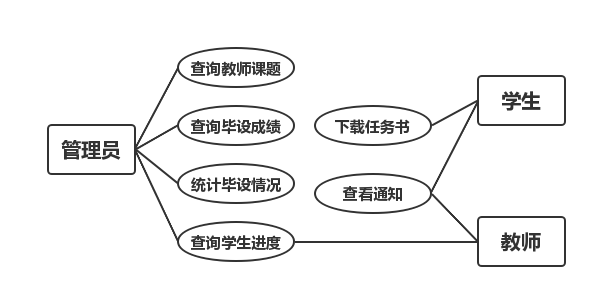 管理员
查询教师课题
查询毕设成绩
统计毕设情况
查询学生进度
下载任务书
查看通知
学生
教师